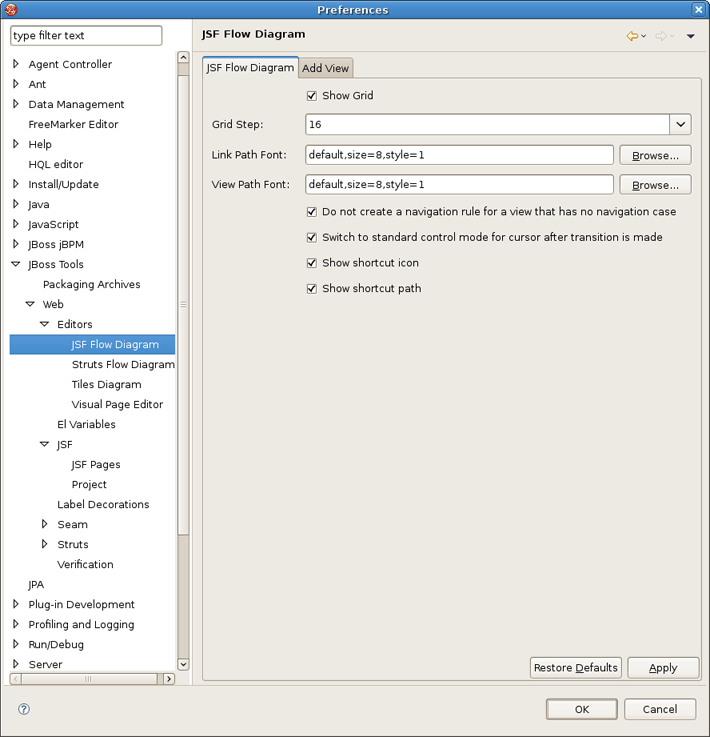 Preferences
type filter text
Agent Controller
Ant
Data Management
FreeMarker Editor
Help
HQL editor
Install/Update
Java
JavaScript
JBoss jBPM
JBoss Tools
Packaging Archives
Web
Editors
JSF Flow Diagram
Struts Flow Diagram
Tiles Diagram
Visual Page Editor
El Variables
JSF
JSF Pages
Project
Label Decorations
Seam
Struts
Verification
JPA
Plug-in Development
Profiling and Logging
Run/Debug
Server
JSF Flow Diagram
JSF Flow Diagram Add View
Show Grid
Grid Step: 16
Link Path Font: default,size=8,style=1 Browse...
View Path Font: default,size=8,style=1 Browse...
Do not create a navigation rule for a view that has no navigation case
Switch to standard control mode for cursor after transition is made
Show shortcut icon
Show shortcut path
Restore Defaults Apply
? OK Cancel